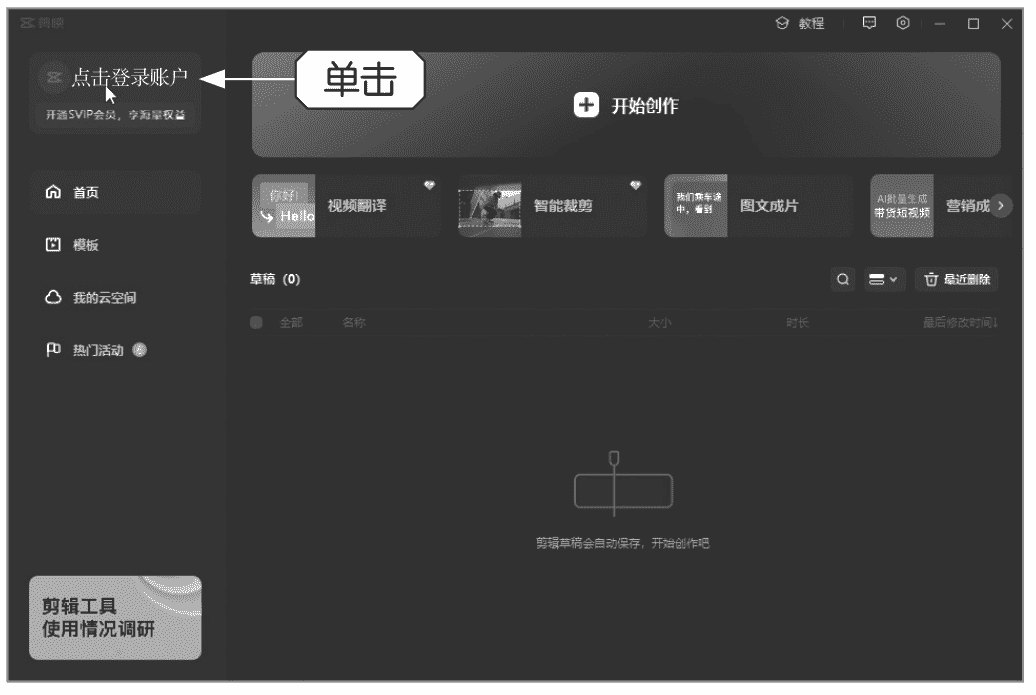 剪映
教程
点击登录账户
单击
开通SVIP会员，享海量权益
开始创作
首页
模板
我的云空间
热门活动
你好!
Hello
视频翻译
智能裁剪
我们乘车途
中，看到
图文成片
AI批量生成
带货短视频
营销成
草稿 (0)
最近删除
全部 名称 大小 时长 最后修改时间↓
剪辑草稿会自动保存，开始创作吧
剪辑工具
使用情况调研